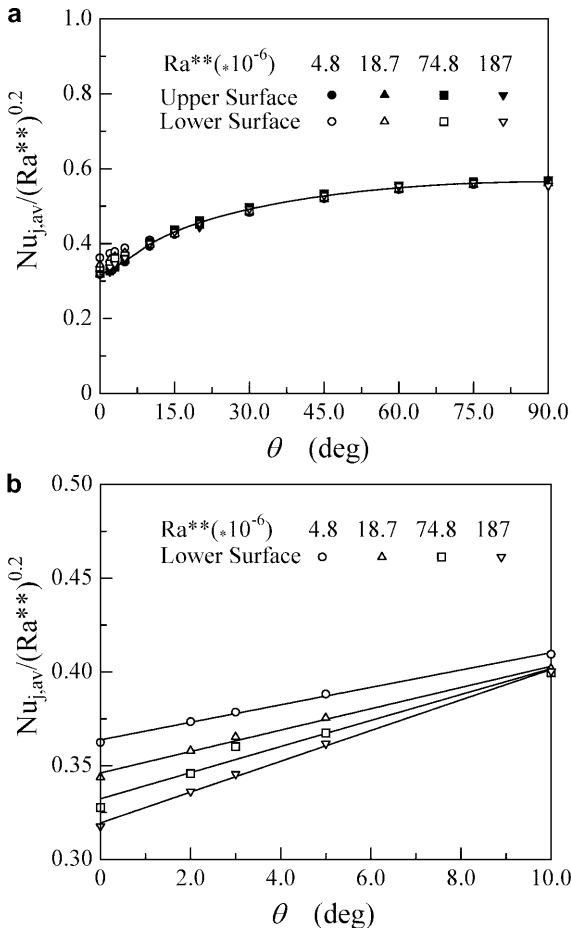 a
1.0
0.8
0.6
0.4
0.2
0
Nu_{j,av}/(Ra**)^{0.2}
Ra**(*10^{-6}) 4.8 18.7 74.8 187
Upper Surface ● ▲ ■ ▼
Lower Surface ○ △ □ ▽
0 15.0 30.0 45.0 60.0 75.0 90.0
θ (deg)
b
0.50
0.45
0.40
0.35
0.30
Nu_{j,av}/(Ra**)^{0.2}
Ra**(*10^{-6}) 4.8 18.7 74.8 187
Lower Surface ○ △ □ ▽
0 2.0 4.0 6.0 8.0 10.0
θ (deg)